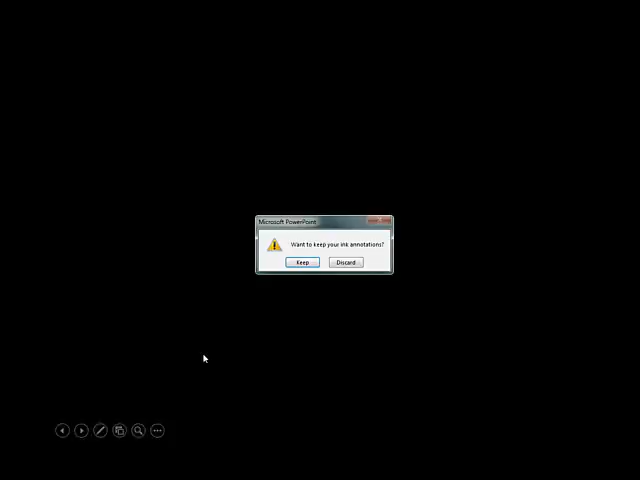 Microsoft PowerPoint
Want to keep your ink annotations?
Keep
Discard